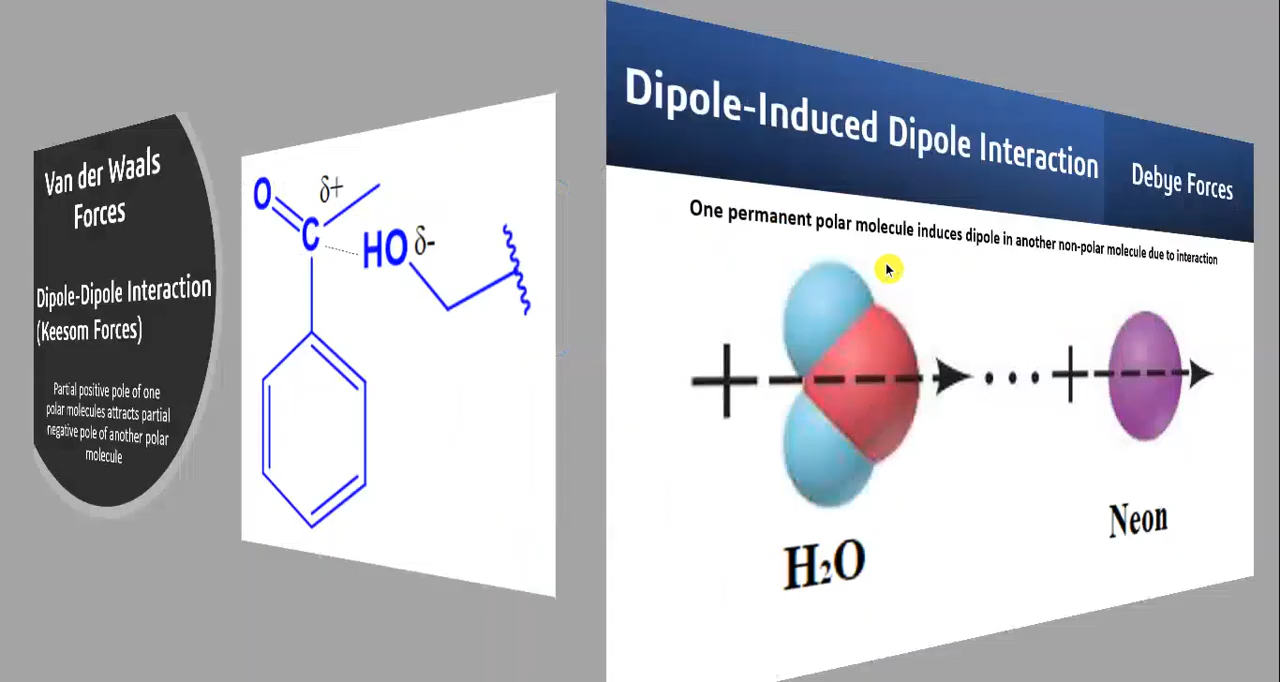 Van der Waals
Forces
Dipole-Dipole Interaction
(Keesom Forces)
Partial positive pole of one
polar molecules attracts partial
negative pole of another polar
molecule
O
δ+
C
HO δ-
Dipole-Induced Dipole Interaction
Debye Forces
One permanent polar molecule induces dipole in another non-polar molecule due to interaction
H₂O
Neon